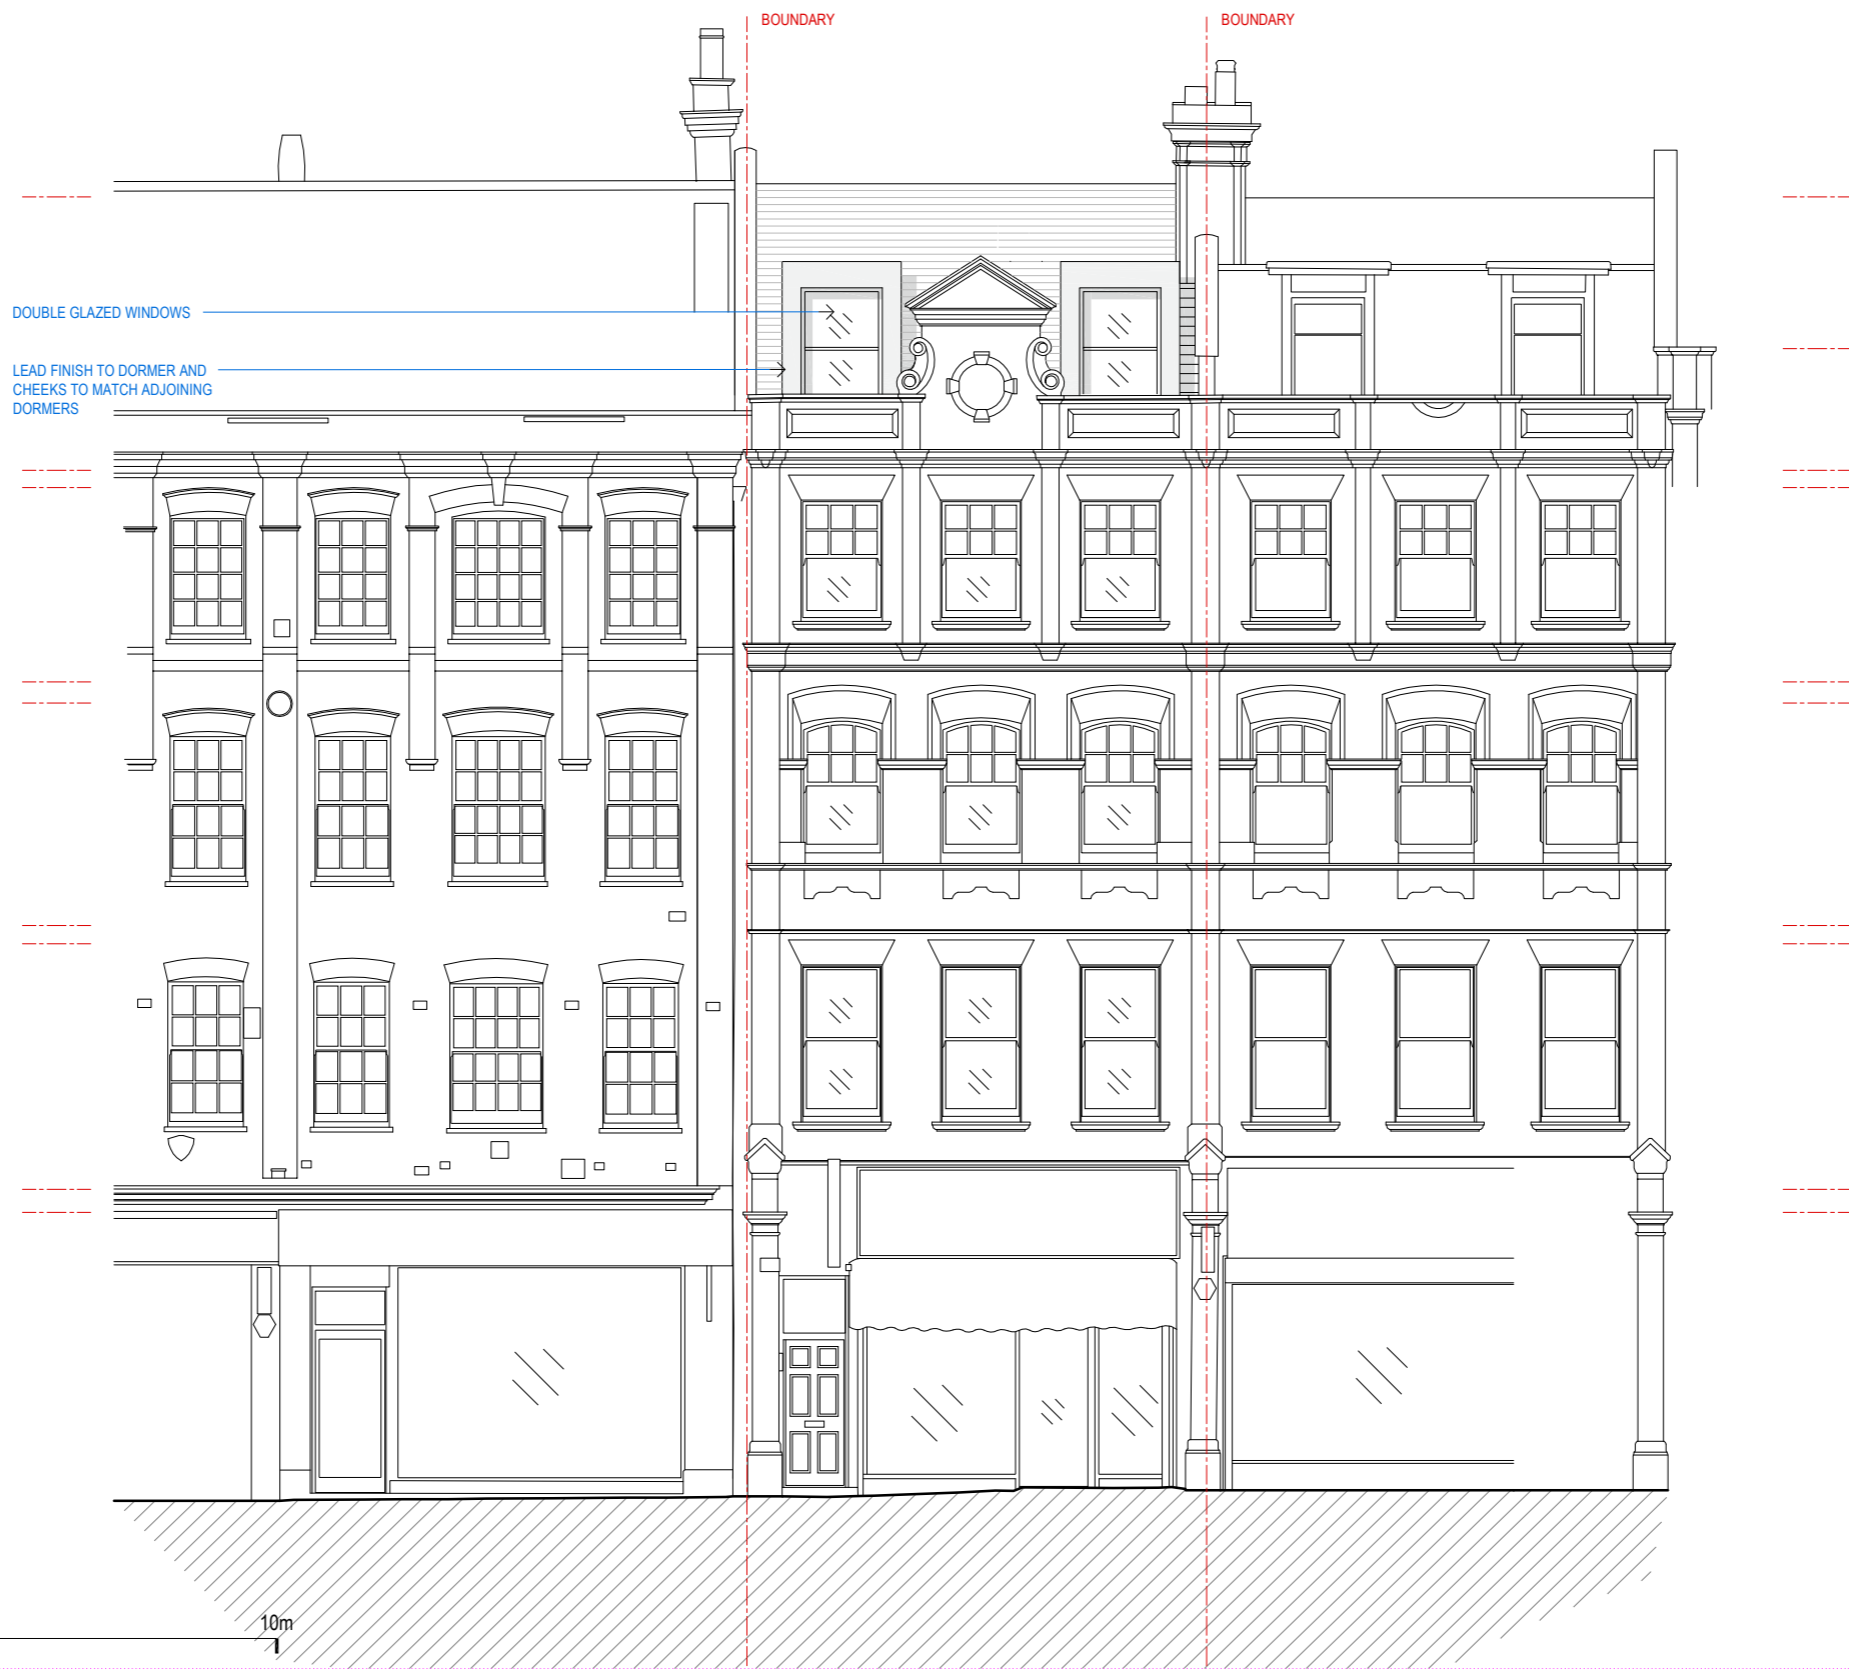 BOUNDARY
BOUNDARY
DOUBLE GLAZED WINDOWS
LEAD FINISH TO DORMER AND
CHEEKS TO MATCH ADJOINING
DORMERS
10m